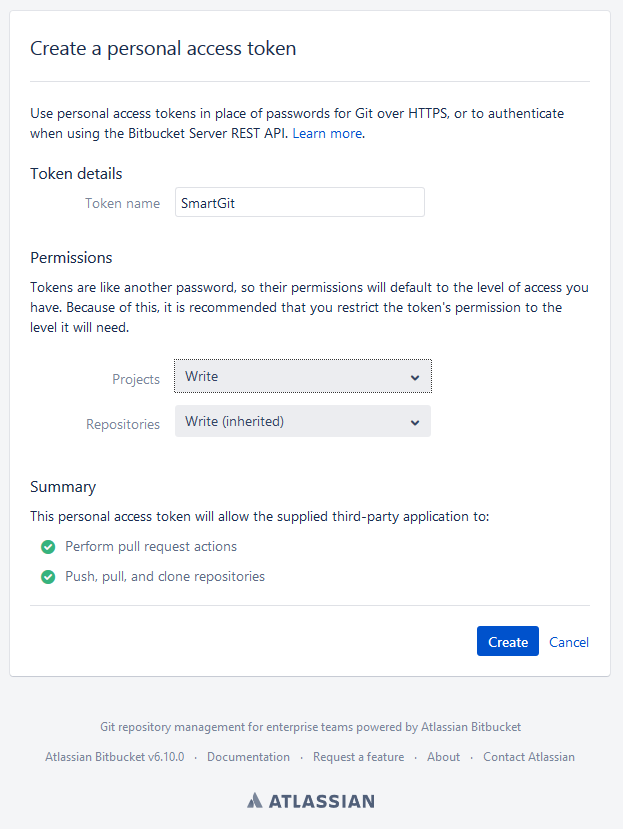 Create a personal access token
Use personal access tokens in place of passwords for Git over HTTPS, or to authenticate
when using the Bitbucket Server REST API. Learn more.
Token details
Token name SmartGit
Permissions
Tokens are like another password, so their permissions will default to the level of access you
have. Because of this, it is recommended that you restrict the token's permission to the
level it will need.
Projects Write
Repositories Write (inherited)
Summary
This personal access token will allow the supplied third-party application to:
Perform pull request actions
Push, pull, and clone repositories
Create Cancel
Git repository management for enterprise teams powered by Atlassian Bitbucket
Atlassian Bitbucket v6.10.0 · Documentation · Request a feature · About · Contact Atlassian
ATLASSIAN